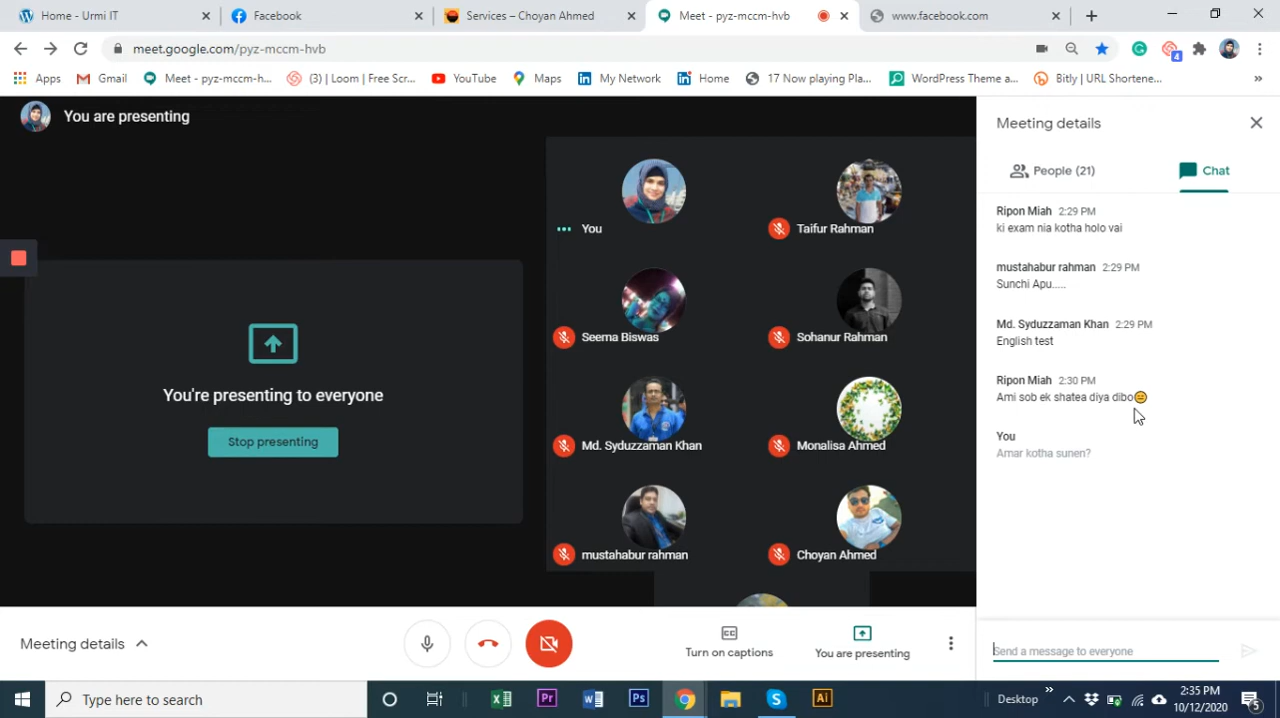 Home - Urmi IT
Facebook
Services – Choyan Ahmed
Meet - pyz-mccm-hvb
www.facebook.com
meet.google.com/pyz-mccm-hvb
4
Apps
Gmail
Meet - pyz-mccm-h...
(3) | Loom | Free Scr...
YouTube
Maps
My Network
Home
17 Now playing Pla...
WordPress Theme a...
Bitly | URL Shortene...
You are presenting
You're presenting to everyone
Stop presenting
You
Taifur Rahman
Seema Biswas
Sohanur Rahman
Md. Syduzzaman Khan
Monalisa Ahmed
mustahabur rahman
Choyan Ahmed
Meeting details
People (21)
Chat
Ripon Miah 2:29 PM
ki exam nia kotha holo vai
mustahabur rahman 2:29 PM
Sunchi Apu.....
Md. Syduzzaman Khan 2:29 PM
English test
Ripon Miah 2:30 PM
Ami sob ek shatea diya dibo😑
You
Amar kotha sunen?
Send a message to everyone
Meeting details
CC
Turn on captions
You are presenting
Type here to search
Pr
Ps
Ai
Desktop
2:35 PM
10/12/2020
5